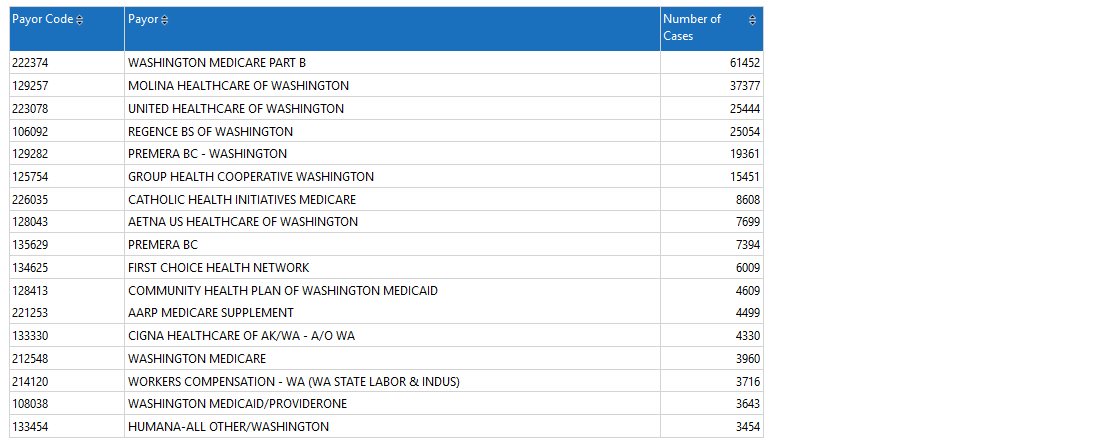 Payor Code Payor Number of
Cases
222374 WASHINGTON MEDICARE PART B 61452
129257 MOLINA HEALTHCARE OF WASHINGTON 37377
223078 UNITED HEALTHCARE OF WASHINGTON 25444
106092 REGENCE BS OF WASHINGTON 25054
129282 PREMERA BC - WASHINGTON 19361
125754 GROUP HEALTH COOPERATIVE WASHINGTON 15451
226035 CATHOLIC HEALTH INITIATIVES MEDICARE 8608
128043 AETNA US HEALTHCARE OF WASHINGTON 7699
135629 PREMERA BC 7394
134625 FIRST CHOICE HEALTH NETWORK 6009
128413 COMMUNITY HEALTH PLAN OF WASHINGTON MEDICAID 4609
221253 AARP MEDICARE SUPPLEMENT 4499
133330 CIGNA HEALTHCARE OF AK/WA - A/O WA 4330
212548 WASHINGTON MEDICARE 3960
214120 WORKERS COMPENSATION - WA (WA STATE LABOR & INDUS) 3716
108038 WASHINGTON MEDICAID/PROVIDERONE 3643
133454 HUMANA-ALL OTHER/WASHINGTON 3454